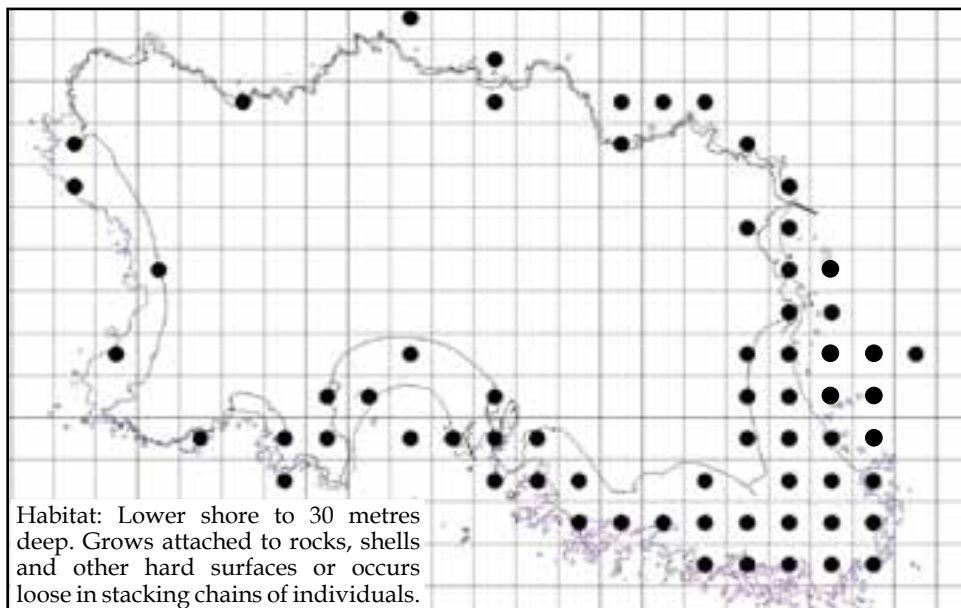 Habitat: Lower shore to 30 metres
deep. Grows attached to rocks, shells
and other hard surfaces or occurs
loose in stacking chains of individuals.